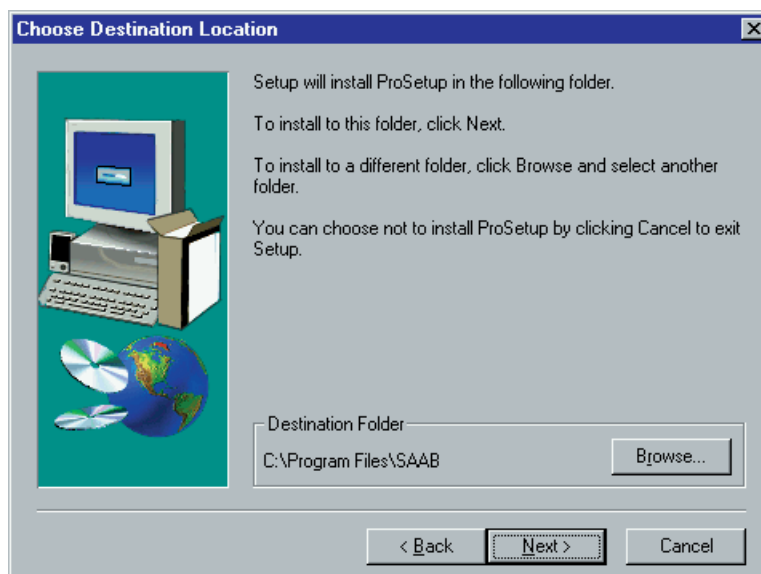 Choose Destination Location
Setup will install ProSetup in the following folder.
To install to this folder, click Next.
To install to a different folder, click Browse and select another
folder.
You can choose not to install ProSetup by clicking Cancel to exit
Setup.
Destination Folder
C:\Program Files\SAAB
Browse...
< Back
Next >
Cancel